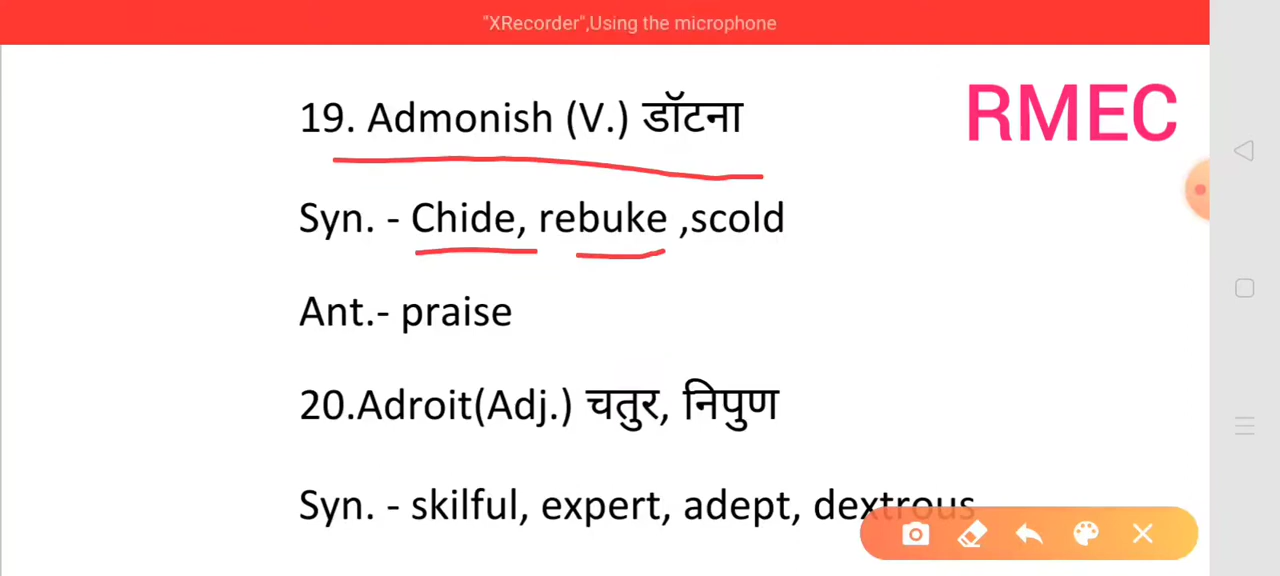 "XRecorder",Using the microphone
RMEC
19. Admonish (V.) डॉटना
Syn. - Chide, rebuke ,scold
Ant.- praise
20.Adroit(Adj.) चतुर, निपुण
Syn. - skilful, expert, adept, dextrous